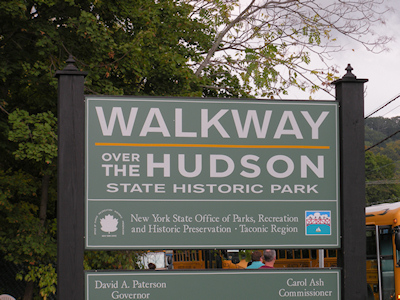 WALKWAY
OVER THE HUDSON
STATE HISTORIC PARK
New York State Office of Parks, Recreation
and Historic Preservation - Taconic Region
David A. Paterson
Governor
Carol Ash
Commissioner